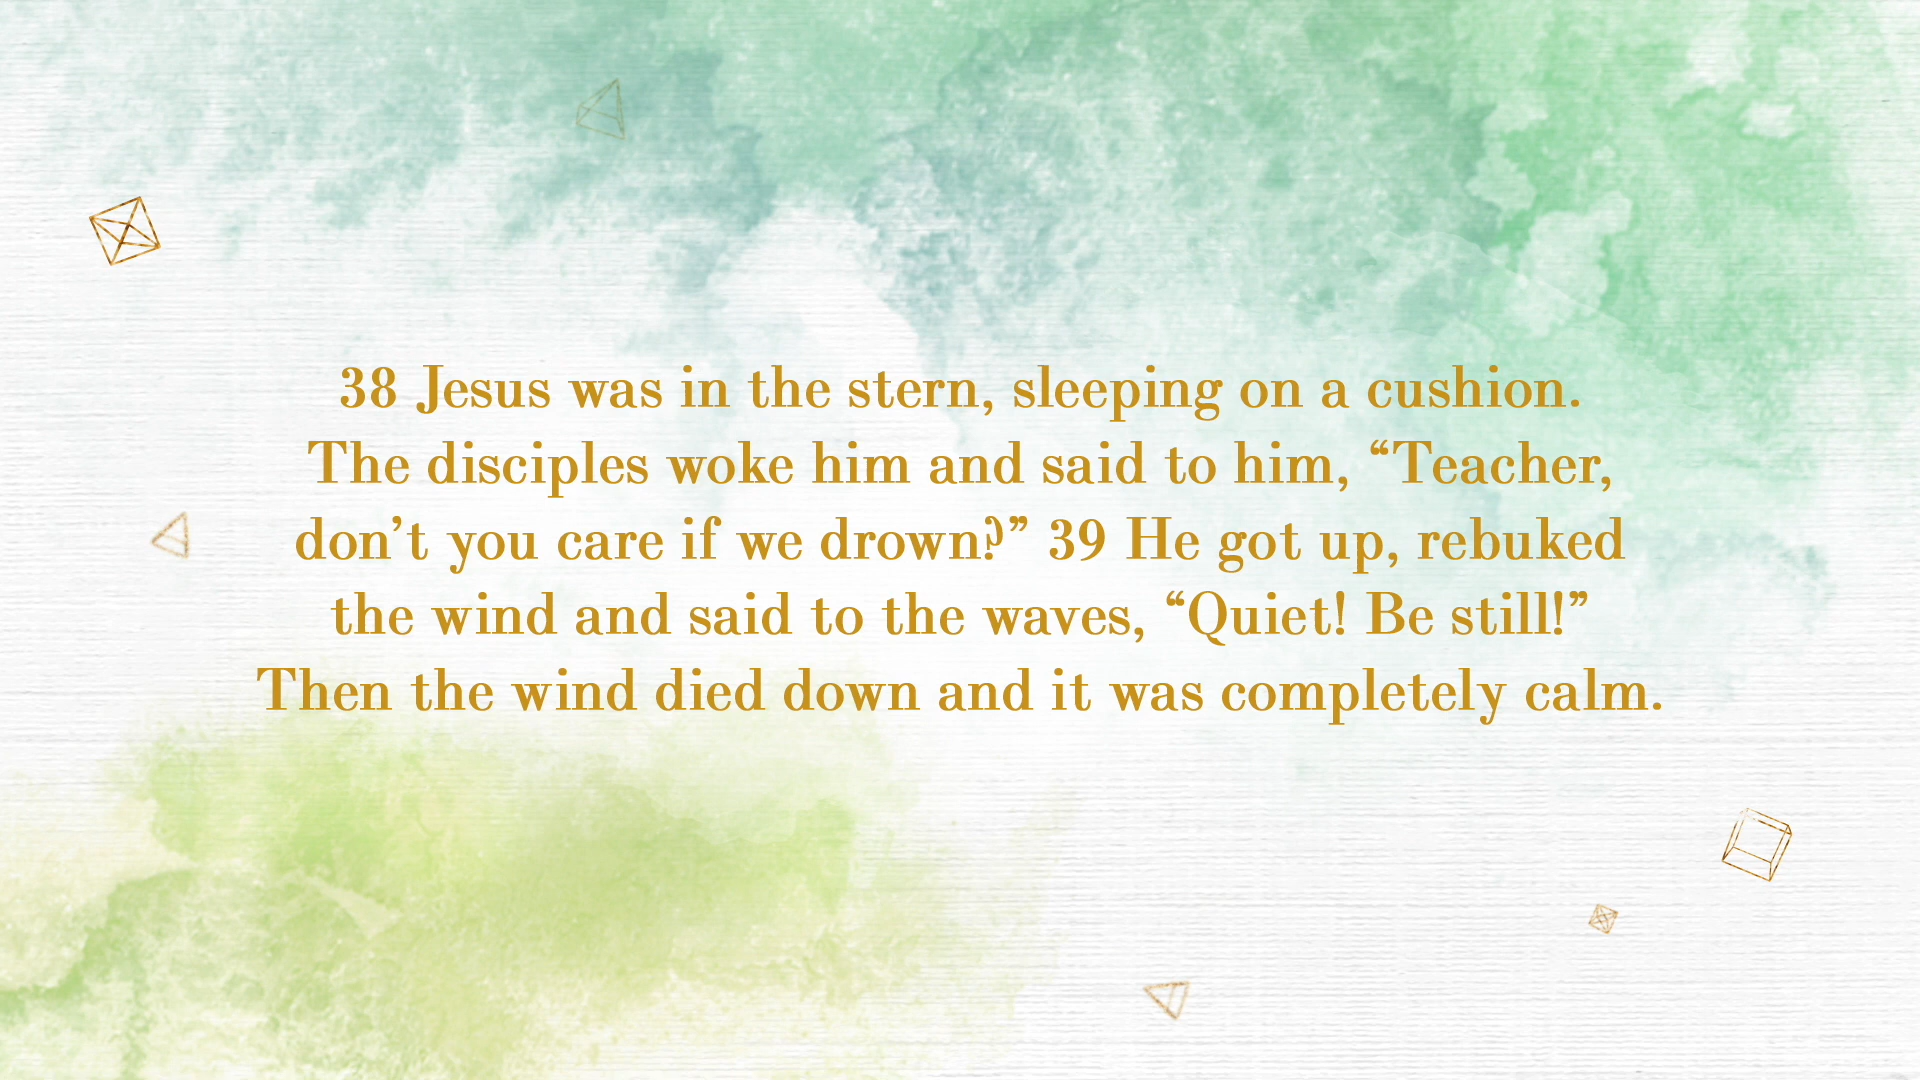 38 Jesus was in the stern, sleeping on a cushion.
The disciples woke him and said to him, “Teacher,
don’t you care if we drown?” 39 He got up, rebuked
the wind and said to the waves, “Quiet! Be still!”
Then the wind died down and it was completely calm.